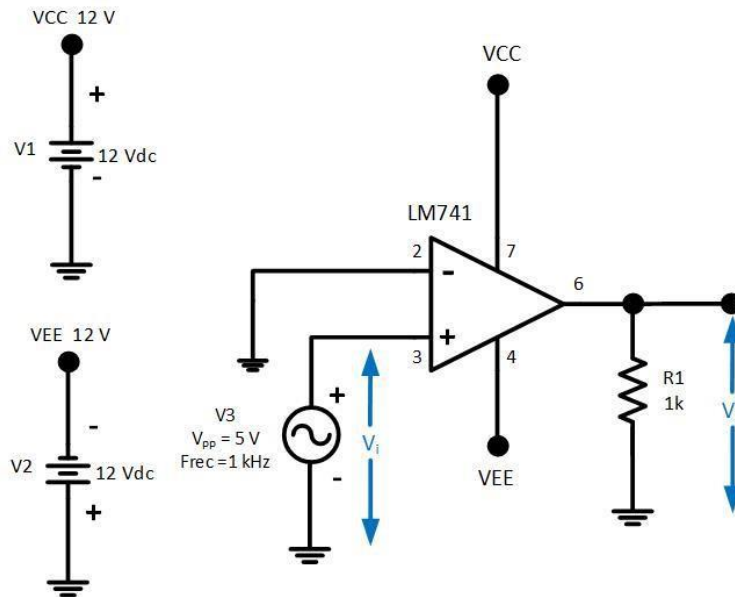 VCC 12 V
+
V1
12 Vdc
-
VEE 12 V
-
V2
12 Vdc
+
VCC
LM741
2
7
-
6
+
3
4
VEE
V3
VPP = 5 V
Frec =1 kHz
+
-
Vi
R1
1k
V